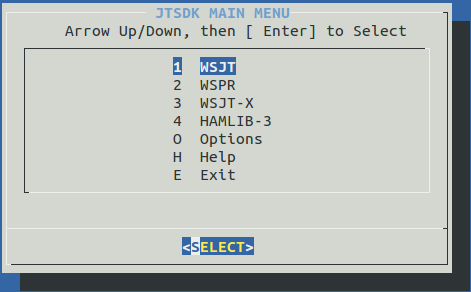 JTSDK MAIN MENU
Arrow Up/Down, then [ Enter] to Select
1 WSJT
2 WSPR
3 WSJT-X
4 HAMLIB-3
O Options
H Help
E Exit
<SELECT>